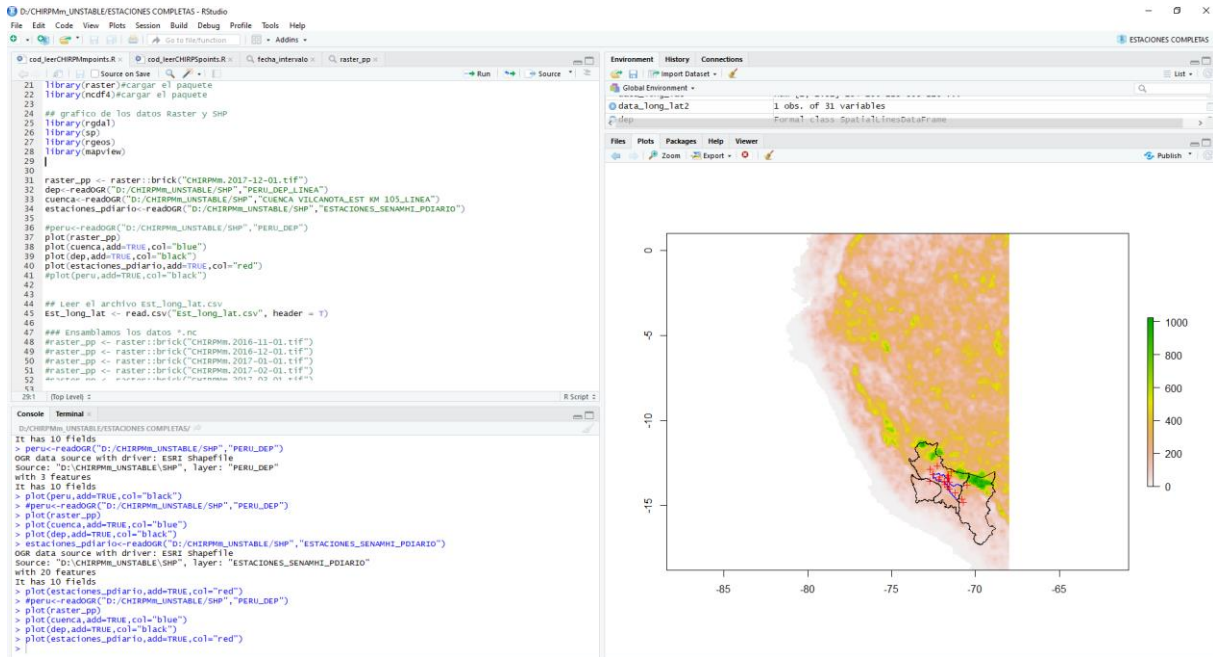 D:/CHIRPMm_UNSTABLE/ESTACIONES COMPLETAS - RStudio
File Edit Code View Plots Session Build Debug Profile Tools Help
Go to file/function Addins ESTACIONES COMPLETAS
cod_leerCHIRPMmpoints.R cod_leerCHIRPSpoints.R fecha_intervalo raster_pp
Source on Save Run Source
21 library(raster)#cargar el paquete
22 library(ncdf4)#cargar el paquete
23
24 ## grafico de los datos Raster y SHP
25 library(rgdal)
26 library(sp)
27 library(rgeos)
28 library(mapview)
29
30
31 raster_pp <- raster::brick("CHIRPMm.2017-12-01.tif")
32 dep<-readOGR("D:/CHIRPMm_UNSTABLE/SHP","PERU_DEP_LINEA")
33 cuenca<-readOGR("D:/CHIRPMm_UNSTABLE/SHP","CUENCA VILCANOTA_EST KM 105_LINEA")
34 estaciones_pdiario<-readOGR("D:/CHIRPMm_UNSTABLE/SHP","ESTACIONES_SENAMHI_PDIARIO")
35
36 #peru<-readOGR("D:/CHIRPMm_UNSTABLE/SHP","PERU_DEP")
37 plot(raster_pp)
38 plot(cuenca,add=TRUE,col="blue")
39 plot(dep,add=TRUE,col="black")
40 plot(estaciones_pdiario,add=TRUE,col="red")
41 #plot(peru,add=TRUE,col="black")
42
43
44 ## Leer el archivo Est_long_lat.csv
45 Est_long_lat <- read.csv("Est_long_lat.csv", header = T)
46
47 ### Ensamblamos los datos *.nc
48 #raster_pp <- raster::brick("CHIRPMm.2016-11-01.tif")
49 #raster_pp <- raster::brick("CHIRPMm.2016-12-01.tif")
50 #raster_pp <- raster::brick("CHIRPMm.2017-01-01.tif")
51 #raster_pp <- raster::brick("CHIRPMm.2017-02-01.tif")
52 #raster_pp <- raster::brick("CHIRPMm.2017-03-01.tif")
53
29:1 (Top Level) R Script
Console Terminal
D:/CHIRPMm_UNSTABLE/ESTACIONES COMPLETAS/
It has 10 fields
> peru<-readOGR("D:/CHIRPMm_UNSTABLE/SHP","PERU_DEP")
OGR data source with driver: ESRI Shapefile
Source: "D:\CHIRPMm_UNSTABLE\SHP", layer: "PERU_DEP"
with 3 features
It has 10 fields
> plot(peru,add=TRUE,col="black")
> #peru<-readOGR("D:/CHIRPMm_UNSTABLE/SHP","PERU_DEP")
> plot(raster_pp)
> plot(cuenca,add=TRUE,col="blue")
> plot(dep,add=TRUE,col="black")
> estaciones_pdiario<-readOGR("D:/CHIRPMm_UNSTABLE/SHP","ESTACIONES_SENAMHI_PDIARIO")
OGR data source with driver: ESRI Shapefile
Source: "D:\CHIRPMm_UNSTABLE\SHP", layer: "ESTACIONES_SENAMHI_PDIARIO"
with 20 features
It has 10 fields
> plot(estaciones_pdiario,add=TRUE,col="red")
> #peru<-readOGR("D:/CHIRPMm_UNSTABLE/SHP","PERU_DEP")
> plot(raster_pp)
> plot(cuenca,add=TRUE,col="blue")
> plot(dep,add=TRUE,col="black")
> plot(estaciones_pdiario,add=TRUE,col="red")
>
Environment History Connections
Import Dataset List
Global Environment
data_long_lat2 1 obs. of 31 variables
dep Formal class SpatialLinesDataFrame
Files Plots Packages Help Viewer
Zoom Export Publish
0
-5
-10
-15
-85 -80 -75 -70 -65
1000
800
600
400
200
0